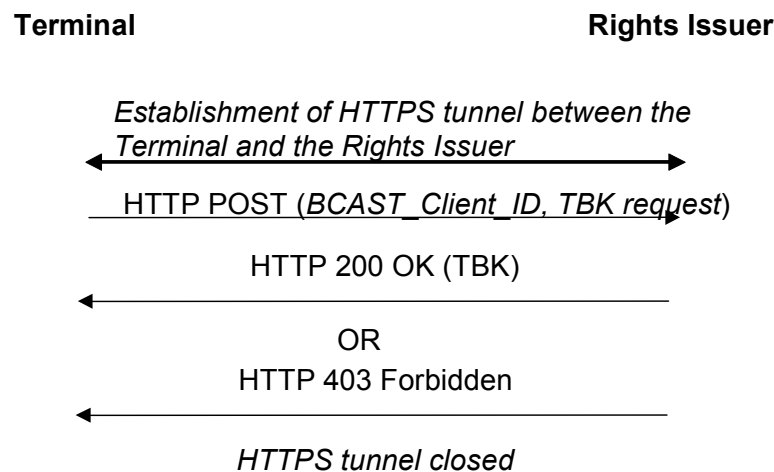 Terminal Rights Issuer
Establishment of HTTPS tunnel between the
Terminal and the Rights Issuer
HTTP POST (BCAST_Client_ID, TBK request)
HTTP 200 OK (TBK)
OR
HTTP 403 Forbidden
HTTPS tunnel closed